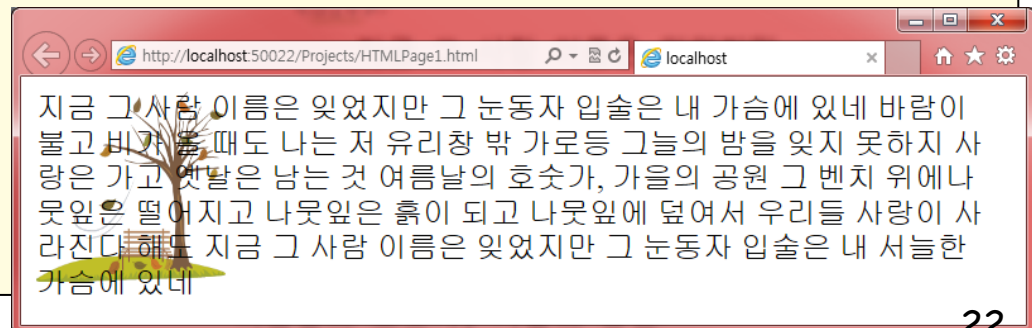 http://localhost:50022/Projects/HTMLPage1.html
localhost
지금 그 사람 이름은 잊었지만 그 눈동자 입술은 내 가슴에 있네 바람이
불고 비가 올 때도 나는 저 유리창 밖 가로등 그늘의 밤을 잊지 못하지 사
랑은 가고 옛날은 남는 것 여름날의 호숫가, 가을의 공원 그 벤치 위에나
뭇잎은 떨어지고 나뭇잎은 흙이 되고 나뭇잎에 덮여서 우리들 사랑이 사
라진다 해도 지금 그 사람 이름은 잊었지만 그 눈동자 입술은 내 서늘한
가슴에 있네
22